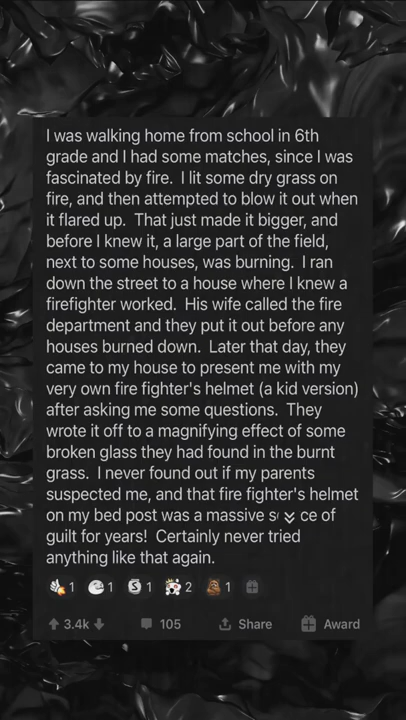 I was walking home from school in 6th
grade and I had some matches, since I was
fascinated by fire. I lit some dry grass on
fire, and then attempted to blow it out when
it flared up. That just made it bigger, and
before I knew it, a large part of the field,
next to some houses, was burning. I ran
down the street to a house where I knew a
firefighter worked. His wife called the fire
department and they put it out before any
houses burned down. Later that day, they
came to my house to present me with my
very own fire fighter's helmet (a kid version)
after asking me some questions. They
wrote it off to a magnifying effect of some
broken glass they had found in the burnt
grass. I never found out if my parents
suspected me, and that fire fighter's helmet
on my bed post was a massive of
guilt for years! Certainly never tried
anything like that again.
1 1 S 1 2 1
3.4k 105 Share Award